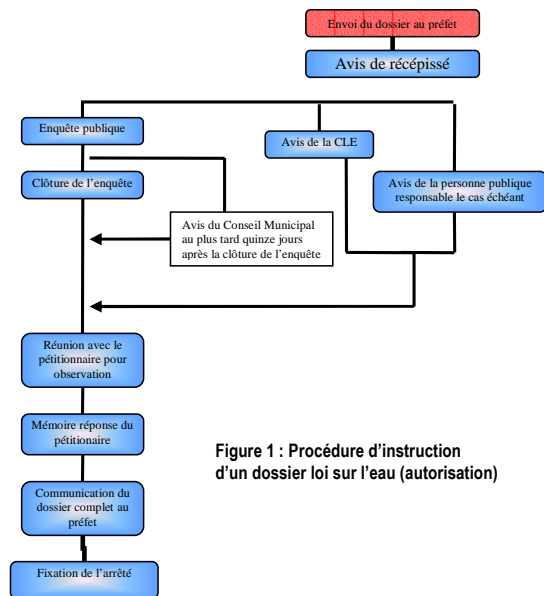 Envoi du dossier au préfet
Avis de récépissé
Enquête publique
Avis de la CLE
Clôture de l'enquête
Avis de la personne publique
responsable le cas échéant
Avis du Conseil Municipal
au plus tard quinze jours
après la clôture de l'enquête
Réunion avec le
pétitionnaire pour
observation
Mémoire réponse du
pétitionaire
Figure 1 : Procédure d'instruction
d'un dossier loi sur l'eau (autorisation)
Communication du
dossier complet au
préfet
Fixation de l'arrêté